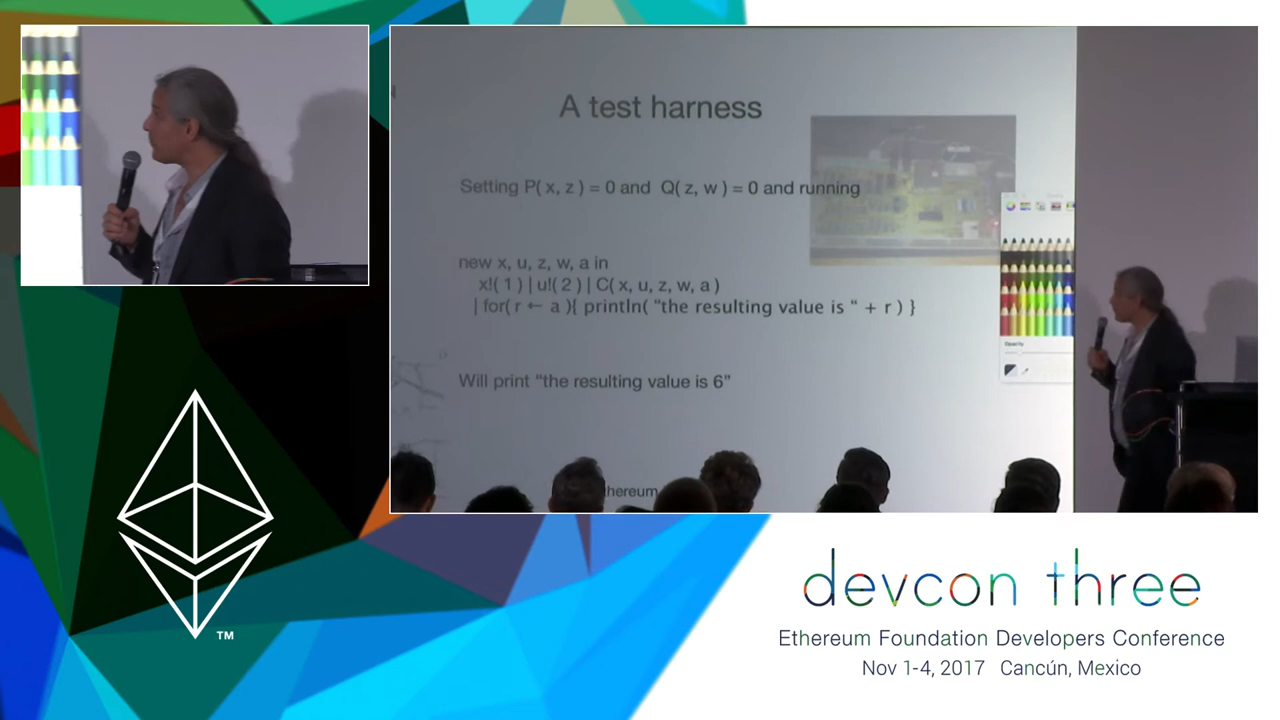 A test harness
Setting P( x, z ) = 0 and Q( z, w ) = 0 and running
new x, u, z, w, a in
x!( 1 ) | u!( 2 ) | C( x, u, z, w, a )
| for( r ← a ){ println( “the resulting value is “ + r ) }
Will print “the resulting value is 6”
thereum
Opacity
TM
devcon three
Ethereum Foundation Developers Conference
Nov 1-4, 2017 Cancún, Mexico